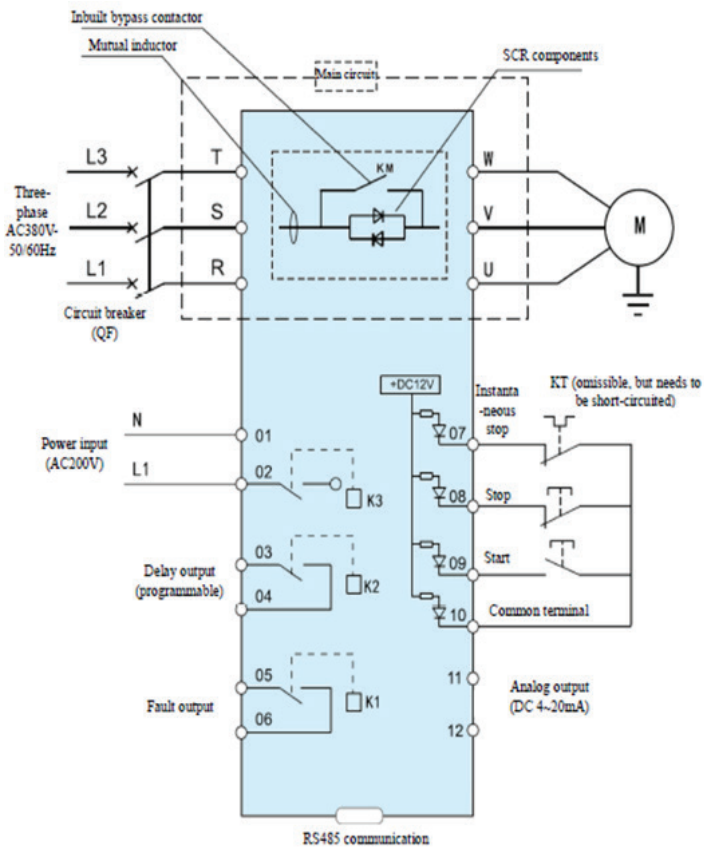 Inbuilt bypass contactor
Mutual inductor
SCR components
Main circuits
L3
T
W
KM
Three-
phase
AC380V-
50/60Hz
L2
S
V
M
L1
R
U
Circuit breaker
(QF)
+DC12V
Instanta
-neous
stop
KT (omissible, but needs to
be short-circuited)
N
01
07
Power input
(AC200V)
L1
02
K3
08
Stop
03
Delay output
(programmable)
K2
04
09
Start
10
Common terminal
05
Fault output
K1
06
11
Analog output
(DC 4~20mA)
12
RS485 communication